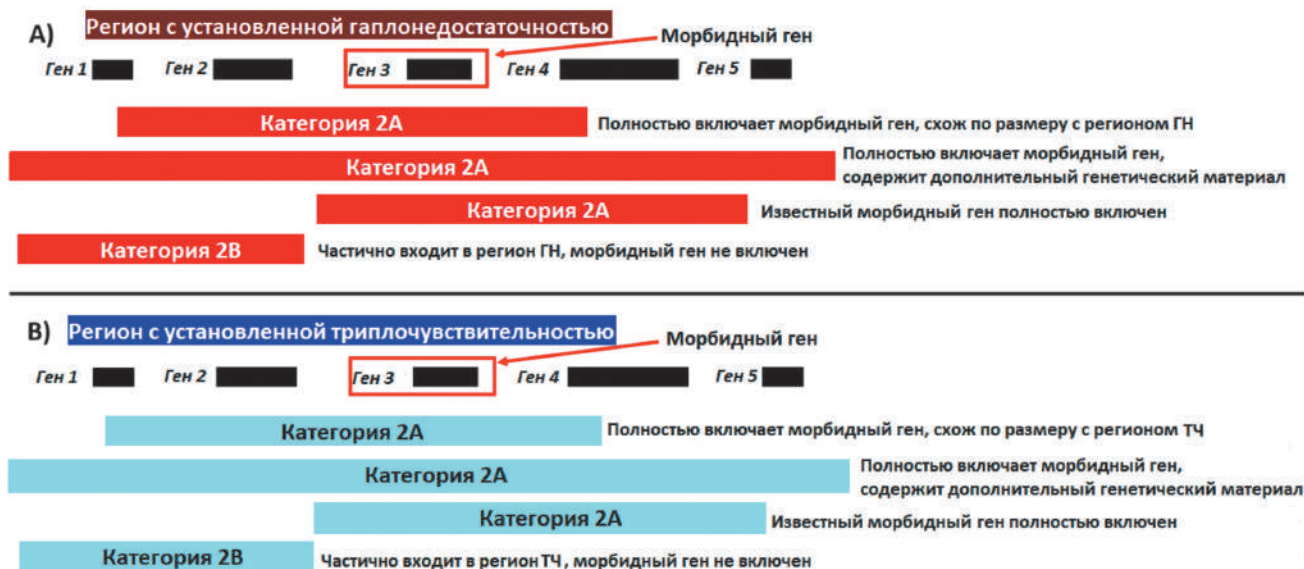 А)
Регион с установленной гаплонедостаточностью
Морбидный ген
Ген 1
Ген 2
Ген 3
Ген 4
Ген 5
Категория 2А
Полностью включает морбидный ген, схож по размеру с регионом ГН
Категория 2А
Полностью включает морбидный ген,
содержит дополнительный генетический материал
Категория 2А
Известный морбидный ген полностью включен
Категория 2В
Частично входит в регион ГН, морбидный ген не включен
В)
Регион с установленной триплочувствительностью
Морбидный ген
Ген 1
Ген 2
Ген 3
Ген 4
Ген 5
Категория 2А
Полностью включает морбидный ген, схож по размеру с регионом ТЧ
Категория 2А
Полностью включает морбидный ген,
содержит дополнительный генетический материал
Категория 2А
Известный морбидный ген полностью включен
Категория 2В
Частично входит в регион ТЧ, морбидный ген не включен